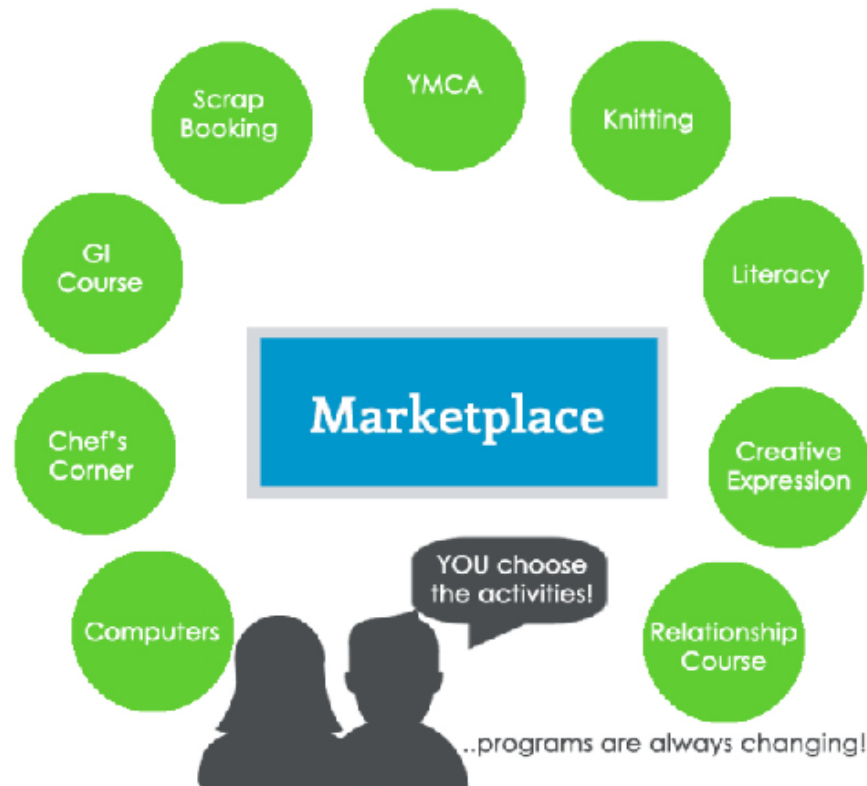 YMCA
Scrap
Booking
Knitting
GI
Course
Literacy
Marketplace
Chef's
Corner
Creative
Expression
YOU choose
the activities!
Computers
Relationship
Course
..programs are always changing!